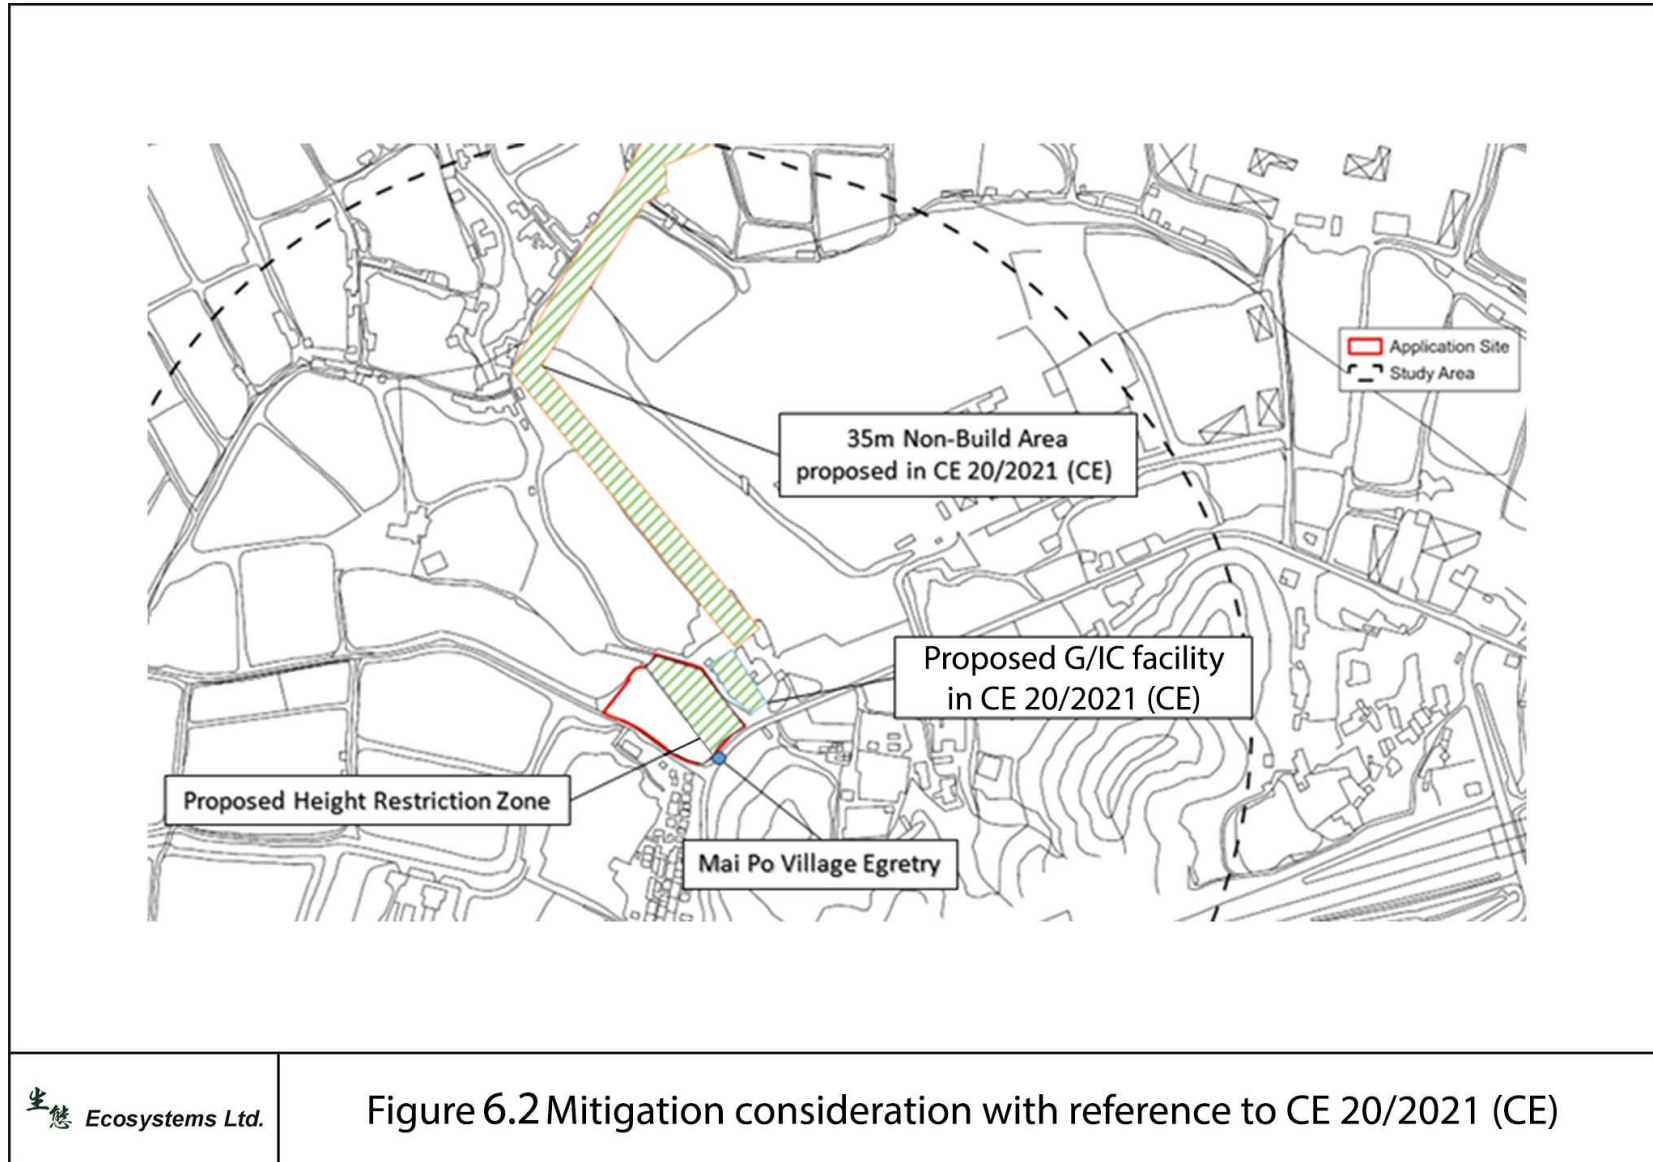 Application Site
Study Area
35m Non-Build Area
proposed in CE 20/2021 (CE)
Proposed G/IC facility
in CE 20/2021 (CE)
Proposed Height Restriction Zone
Mai Po Village Egretry
生態 Ecosystems Ltd.
Figure 6.2 Mitigation consideration with reference to CE 20/2021 (CE)